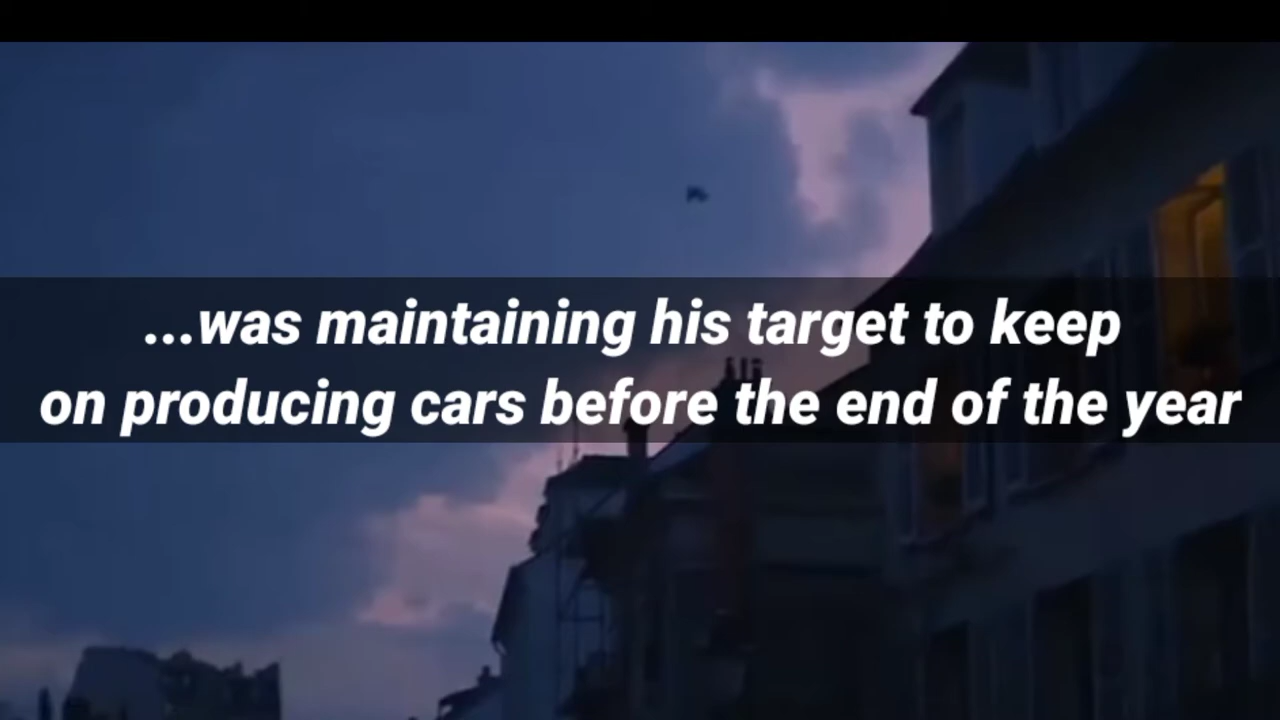 ...was maintaining his target to keep
on producing cars before the end of the year